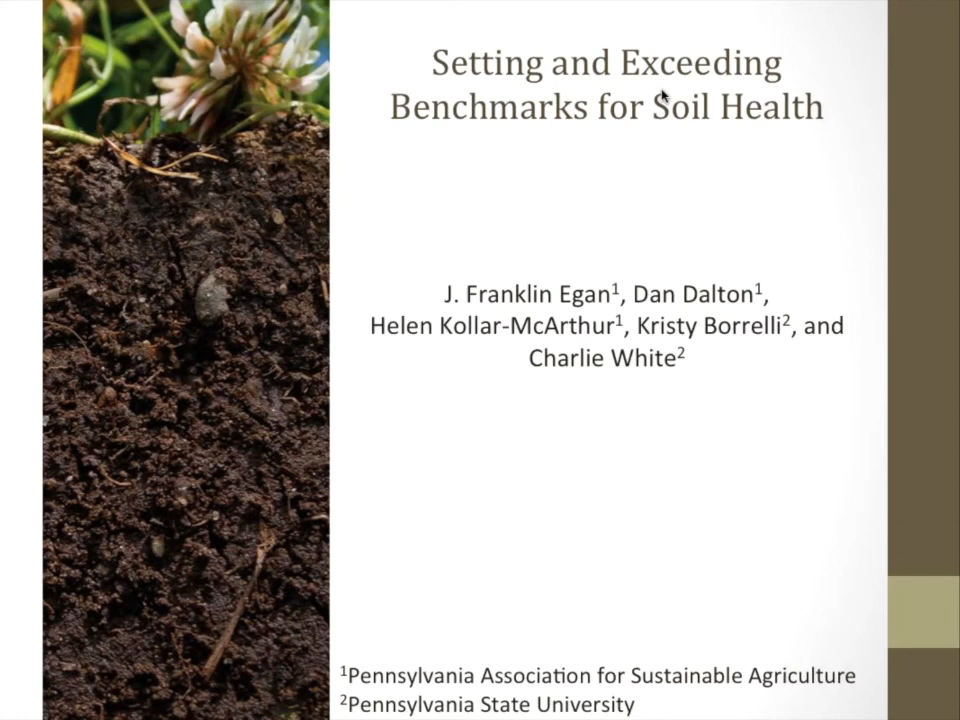 Setting and Exceeding
Benchmarks for Soil Health
J. Franklin Egan¹, Dan Dalton¹,
Helen Kollar-McArthur¹, Kristy Borrelli², and
Charlie White²
¹Pennsylvania Association for Sustainable Agriculture
²Pennsylvania State University